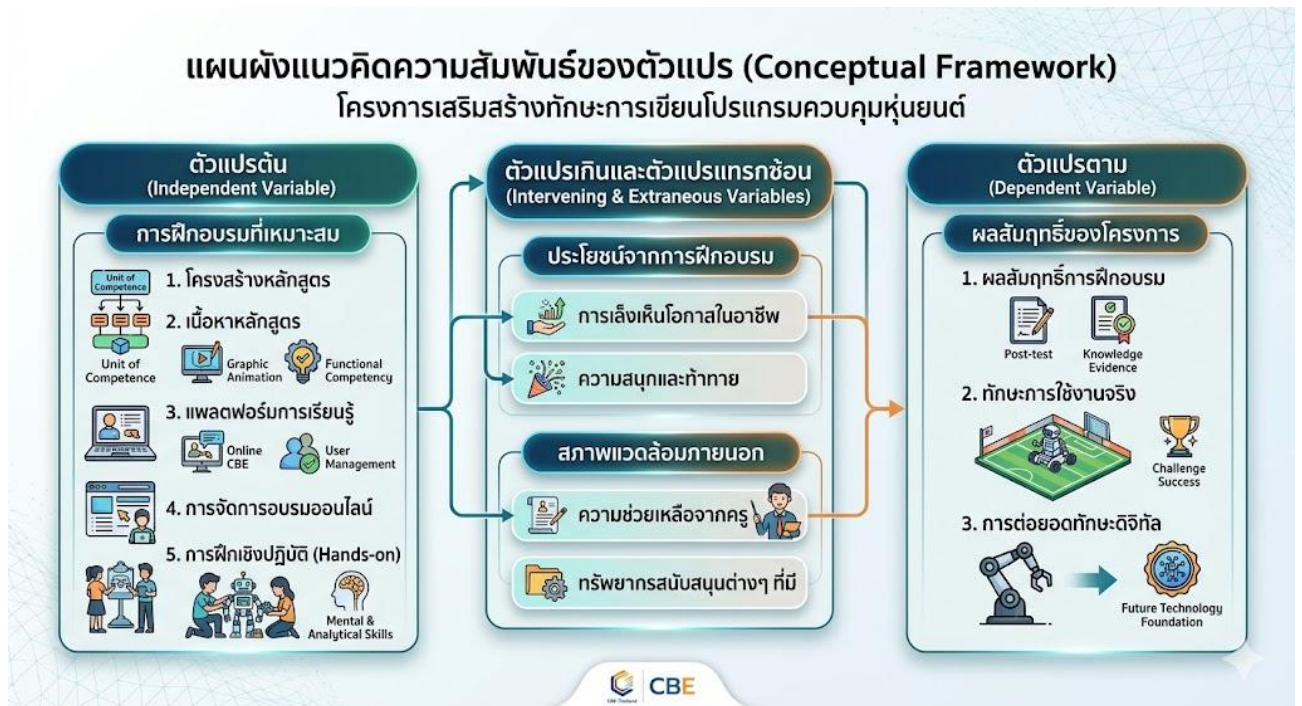 แผนผังแนวคิดความสัมพันธ์ของตัวแปร (Conceptual Framework)
โครงการเสริมสร้างทักษะการเขียนโปรแกรมควบคุมหุ่นยนต์
ตัวแปรต้น
(Independent Variable)
การฝึกอบรมที่เหมาะสม
Unit of
Competence
1. โครงสร้างหลักสูตร
2. เนื้อหาหลักสูตร
Unit of
Competence
Graphic
Animation
Functional
Competency
3. แพลตฟอร์มการเรียนรู้
Online
CBE
User
Management
4. การจัดการอบรมออนไลน์
5. การฝึกเชิงปฏิบัติ (Hands-on)
Mental &
Analytical Skills
ตัวแปรเกินและตัวแปรแทรกซ้อน
(Intervening & Extraneous Variables)
ประโยชน์จากการฝึกอบรม
การเล็งเห็นโอกาสในอาชีพ
ความสนุกและท้าทาย
สภาพแวดล้อมภายนอก
ความช่วยเหลือจากครู
ทรัพยากรสนับสนุนต่างๆ ที่มี
ตัวแปรตาม
(Dependent Variable)
ผลสัมฤทธิ์ของโครงการ
1. ผลสัมฤทธิ์การฝึกอบรม
Post-test
Knowledge
Evidence
2. ทักษะการใช้งานจริง
Challenge
Success
3. การต่อยอดทักษะดิจิทัล
Future Technology
Foundation
CBE Thailand
CBE